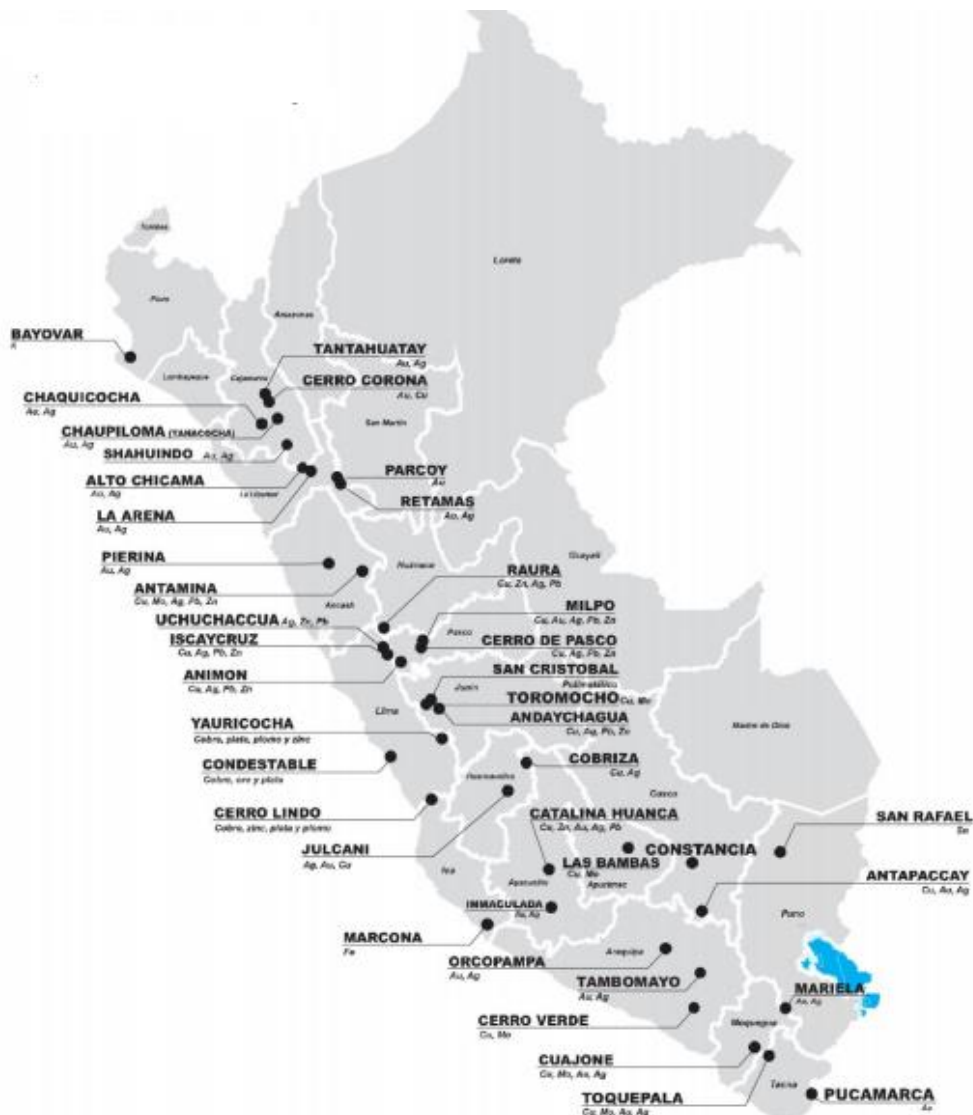 Tumbes
Loreto
Piura
Amazonas
BAYOVAR
K
TANTAHUATAY
Au, Ag
Lambayeque
Cajamarca
CERRO CORONA
Au, Cu
CHAQUICOCHA
Au, Ag
San Martín
CHAUPILOMA (YANACOCHA)
Au, Ag
SHAHUINDO Au, Ag
PARCOY
Au
ALTO CHICAMA
Au, Ag
La Libertad
RETAMAS
Au, Ag
LA ARENA
Au, Ag
PIERINA
Au, Ag
Huánuco
Ucayali
RAURA
Cu, Zn, Ag, Pb
ANTAMINA
Cu, Mo, Ag, Pb, Zn
Ancash
MILPO
Cu, Au, Ag, Pb, Zn
UCHUCHACCUA Ag, Zn, Pb
Pasco
ISCAYCRUZ
Cu, Ag, Pb, Zn
CERRO DE PASCO
Cu, Ag, Pb, Zn
ANIMON
Cu, Ag, Pb, Zn
SAN CRISTOBAL
Polimetálico
Junín
TOROMOCHO Cu, Mo
Lima
ANDAYCHAGUA
Cu, Ag, Pb, Zn
YAURICOCHA
Cobre, plata, plomo y zinc
Madre de Dios
CONDESTABLE
Cobre, oro y plata
COBRIZA
Cu, Ag
Huancavelica
Cusco
CERRO LINDO
Cobre, zinc, plata y plomo
CATALINA HUANCA
Cu, Zn, Au, Ag, Pb
SAN RAFAEL
Sn
JULCANI
Ag, Au, Cu
CONSTANCIA
LAS BAMBAS
Cu, Mo
Ica
Ayacucho
Apurimac
ANTAPACCAY
Cu, Au, Ag
INMACULADA
Au, Ag
Puno
MARCONA
Fe
Arequipa
ORCOPAMPA
Au, Ag
TAMBOMAYO
Au, Ag
MARIELA
Au, Ag
CERRO VERDE
Cu, Mo
Moquegua
CUAJONE
Cu, Mo, Au, Ag
Tacna
TOQUEPALA
Cu, Mo, Au, Ag
PUCAMARCA
Au